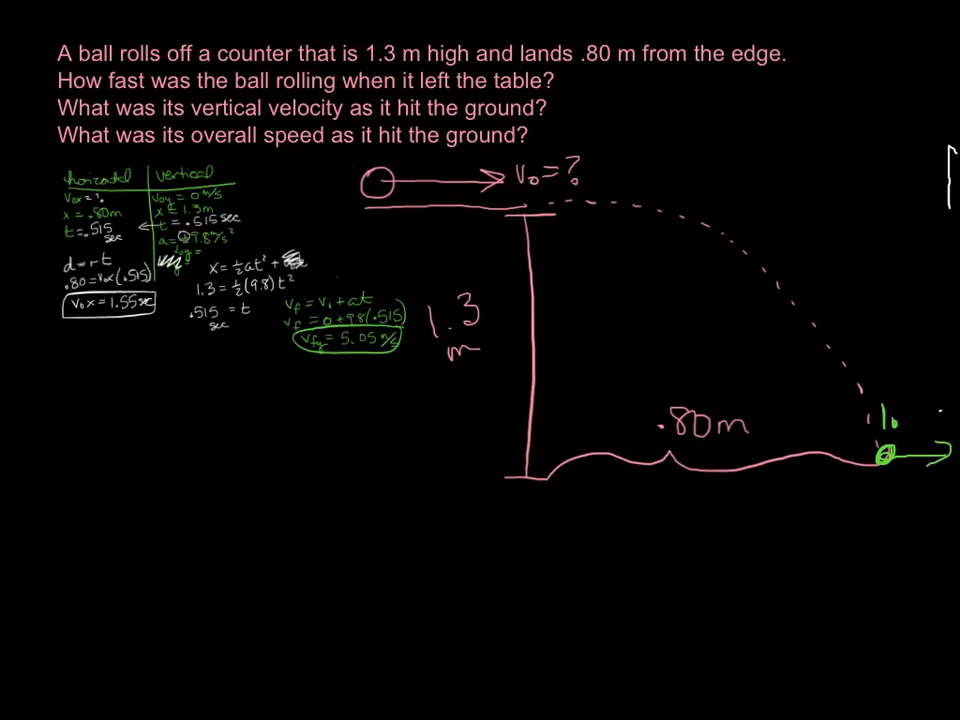 A ball rolls off a counter that is 1.3 m high and lands .80 m from the edge.
How fast was the ball rolling when it left the table?
What was its vertical velocity as it hit the ground?
What was its overall speed as it hit the ground?
horizontal
vertical
Vox = ?
x = .80m
t = .515 sec
voy = 0 m/s
x = 1.3m
t = .515 sec
a = 9.8 m/s²
d = rt
.80 = vox(.515)
Vox = 1.55
x = ½at² +
1.3 = ½(9.8)t²
.515 sec = t
vf = vo + at
vf = 0 + 9.8(.515)
vfy = 5.05 m/s
vo = ?
1.3 m
.80m